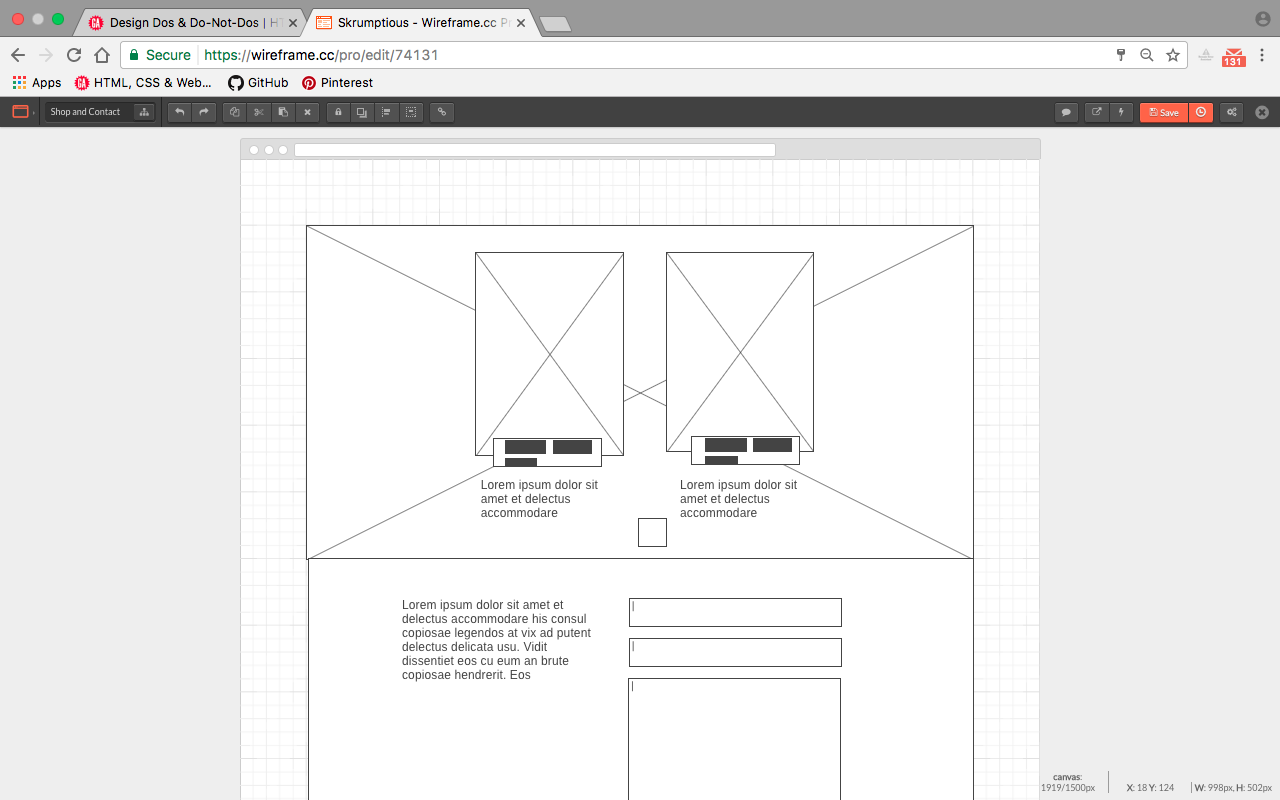 Design Dos & Do-Not-Dos | HT
Skrumptious - Wireframe.cc Pr
Secure
https://wireframe.cc/pro/edit/74131
131
Apps
HTML, CSS & Web...
GitHub
Pinterest
Shop and Contact
Save
Lorem ipsum dolor sit
amet et delectus
accommodare
Lorem ipsum dolor sit
amet et delectus
accommodare
Lorem ipsum dolor sit amet et
delectus accommodare his consul
copiosae legendos at vix ad putent
delectus delicata usu. Vidit
dissentiet eos cu eum an brute
copiosae hendrerit. Eos
canvas:
1919/1500px
X: 18 Y: 124
W: 998px, H: 502px